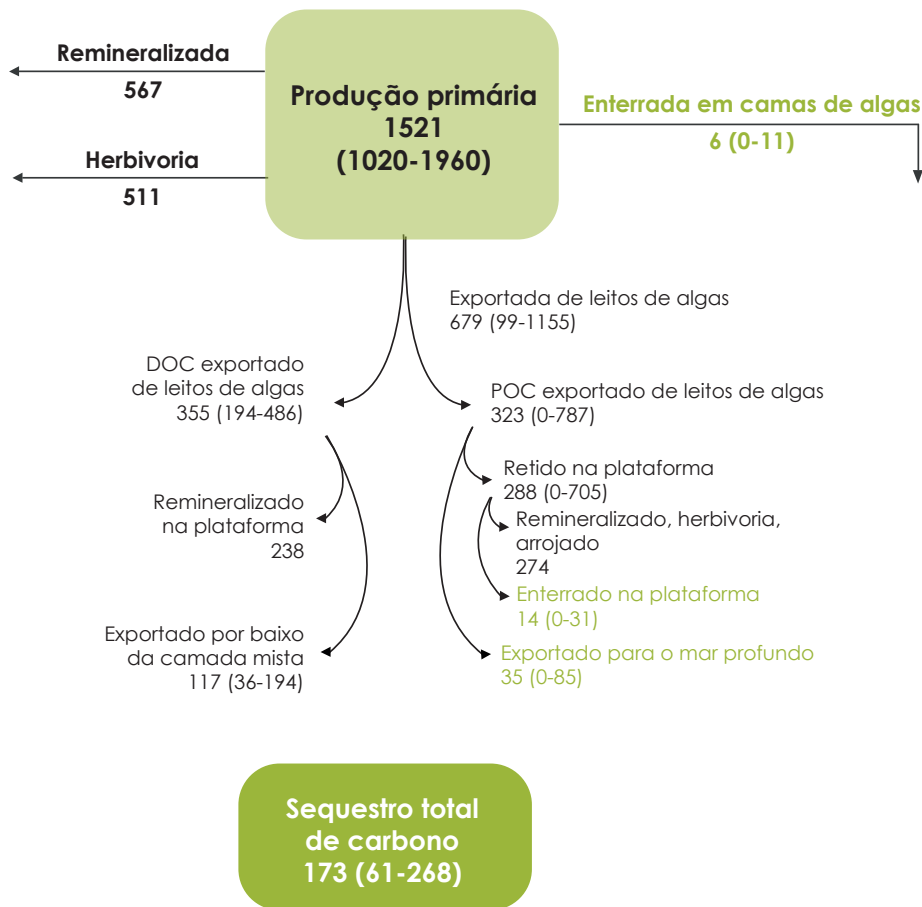 Remineralizada
567
Produção primária
1521
(1020-1960)
Enterrada em camas de algas
6 (0-11)
Herbivoria
511
Exportada de leitos de algas
679 (99-1155)
DOC exportado
de leitos de algas
355 (194-486)
POC exportado de leitos de algas
323 (0-787)
Retido na plataforma
288 (0-705)
Remineralizado
na plataforma
238
Remineralizado, herbivoria,
arrojado
274
Enterrado na plataforma
14 (0-31)
Exportado por baixo
da camada mista
117 (36-194)
Exportado para o mar profundo
35 (0-85)
Sequestro total
de carbono
173 (61-268)